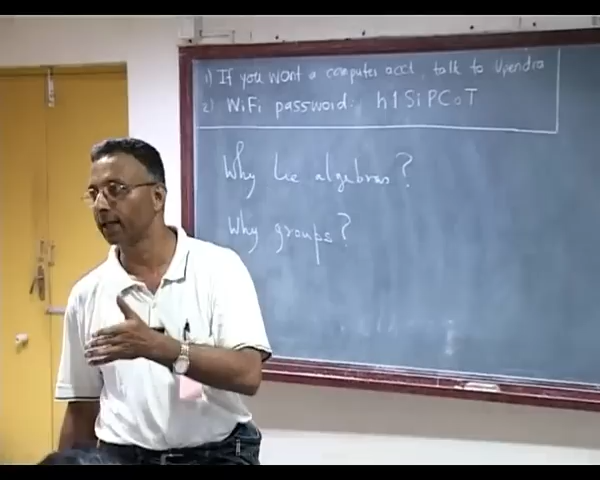 1) If you want a computer acct, talk to Upendra
2) WiFi password: h1SiPCoT
Why Lie algebras?
Why groups?